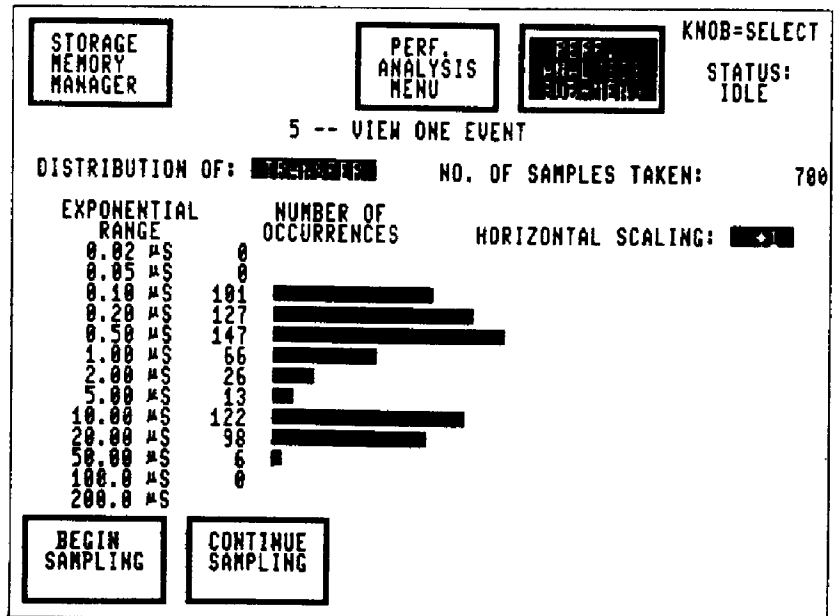 STORAGE
MEMORY
MANAGER
PERF.
ANALYSIS
MENU
KNOB=SELECT
STATUS:
IDLE
5 -- VIEW ONE EVENT
DISTRIBUTION OF:
NO. OF SAMPLES TAKEN: 700
EXPONENTIAL
RANGE
NUMBER OF
OCCURRENCES
HORIZONTAL SCALING: ÷1
0.02 µS 0
0.05 µS 0
0.10 µS 101
0.20 µS 127
0.50 µS 147
1.00 µS 66
2.00 µS 26
5.00 µS 13
10.00 µS 122
20.00 µS 98
50.00 µS 6
100.0 µS 0
200.0 µS
BEGIN
SAMPLING
CONTINUE
SAMPLING